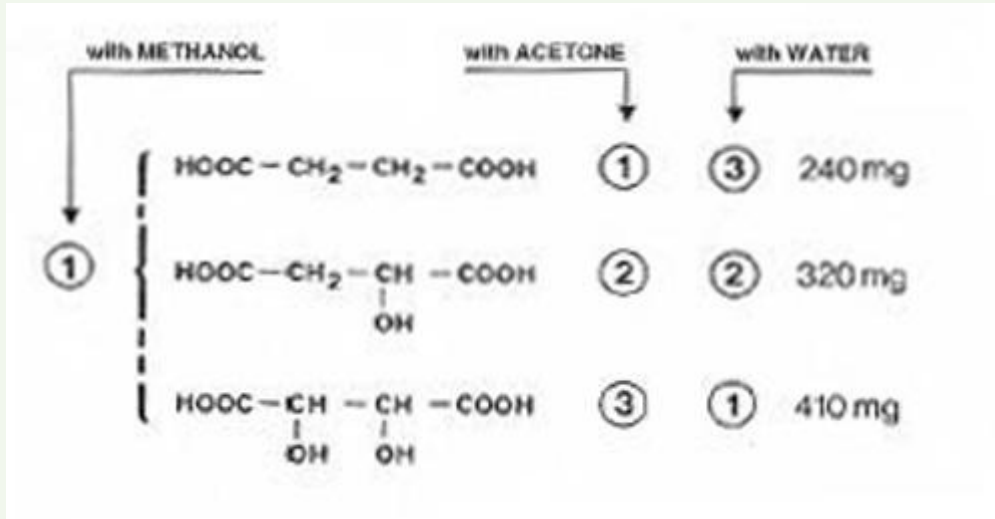 with METHANOL with ACETONE with WATER
HOOC-CH₂-CH₂-COOH ① ③ 240 mg
① HOOC-CH₂-CH-COOH ② ② 320 mg
OH
HOOC-CH-CH-COOH ③ ① 410 mg
OH OH